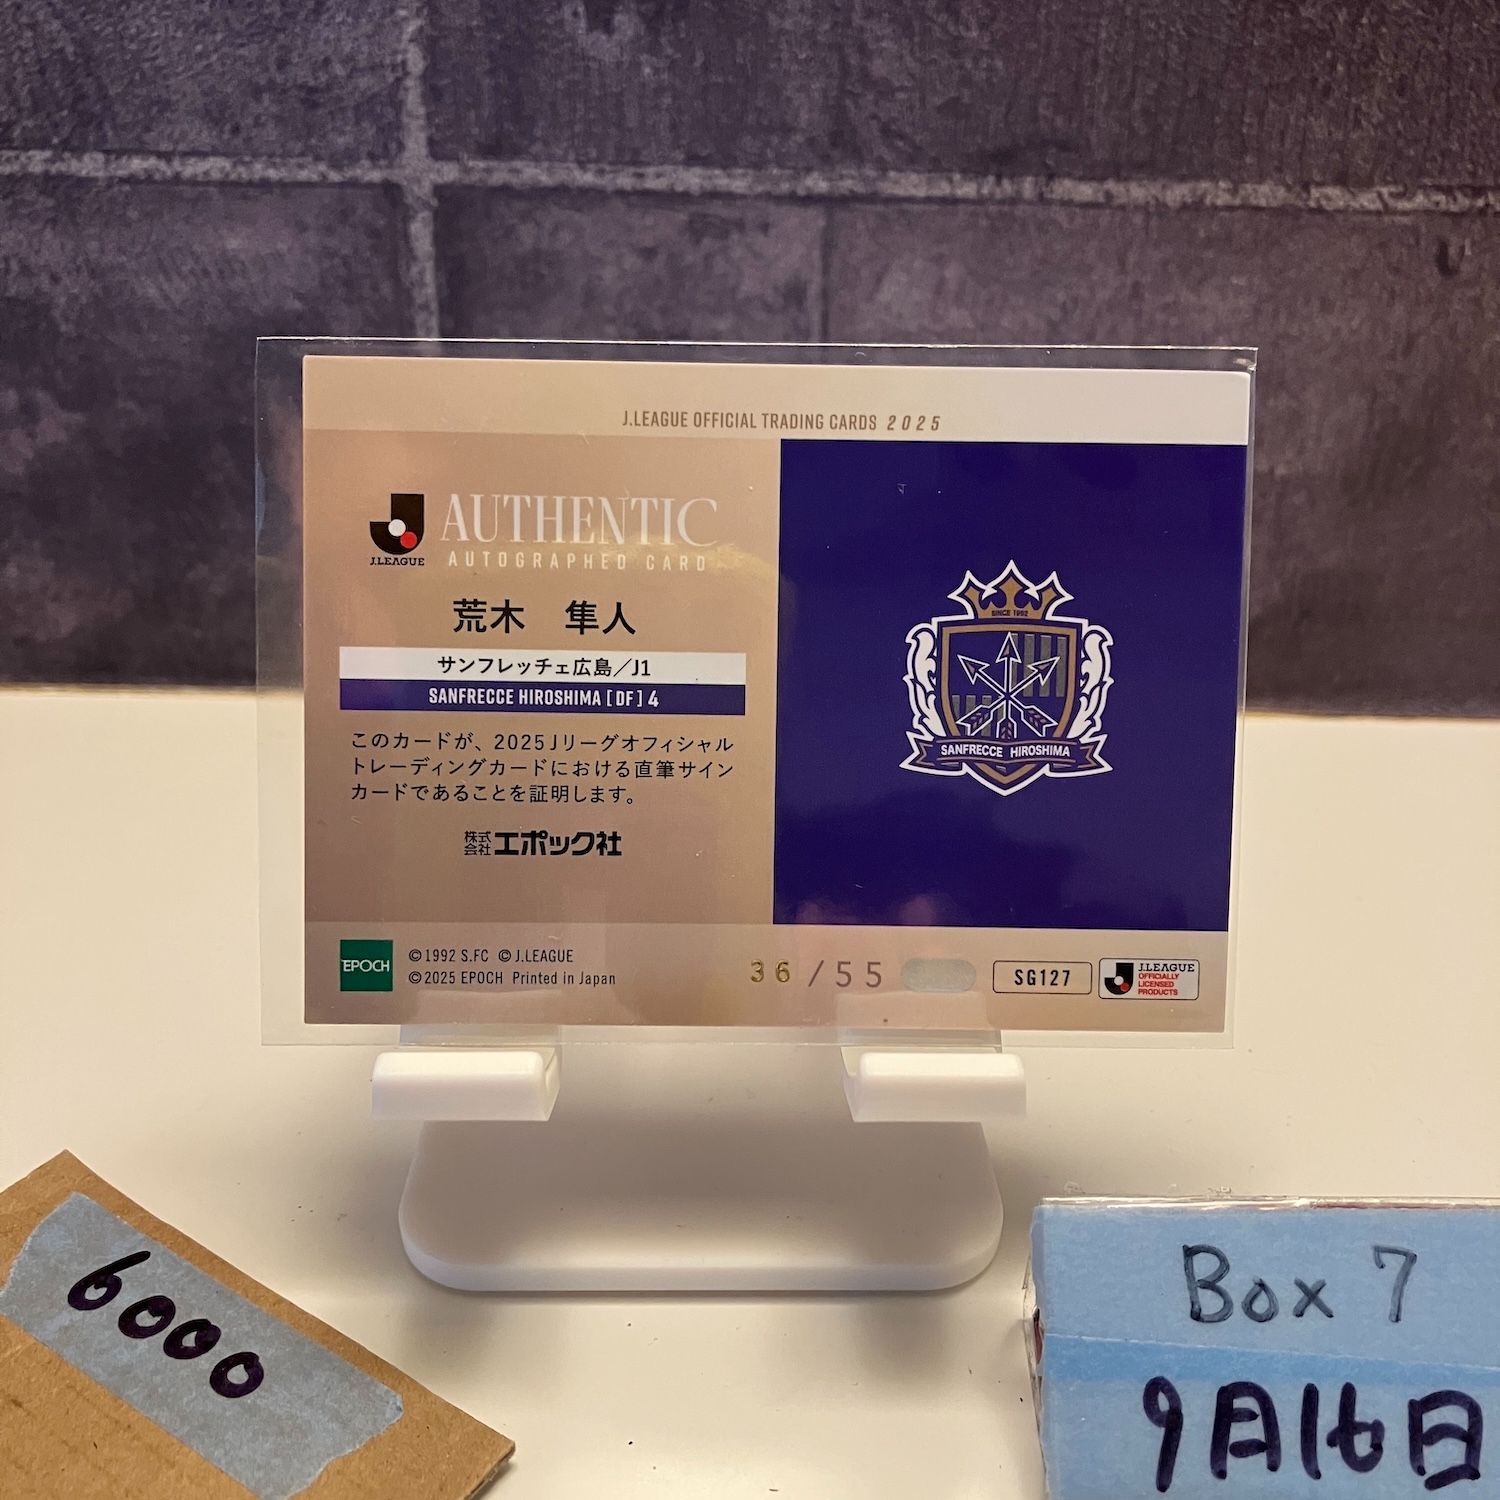 J.LEAGUE OFFICIAL TRADING CARDS 2025
J.LEAGUE
AUTHENTIC
AUTOGRAPHED CARD
荒木 隼人
サンフレッチェ広島/J1
SANFRECCE HIROSHIMA [DF] 4
このカードが、2025Jリーグオフィシャル
トレーディングカードにおける直筆サイン
カードであることを証明します。
株式会社エポック社
SINCE 1992
SANFRECCE HIROSHIMA
EPOCH
©1992 S.FC ©J.LEAGUE
©2025 EPOCH Printed in Japan
36/55
SG127
J.LEAGUE
OFFICIALLY
LICENSED
PRODUCTS
6000
Box 7
9月16日